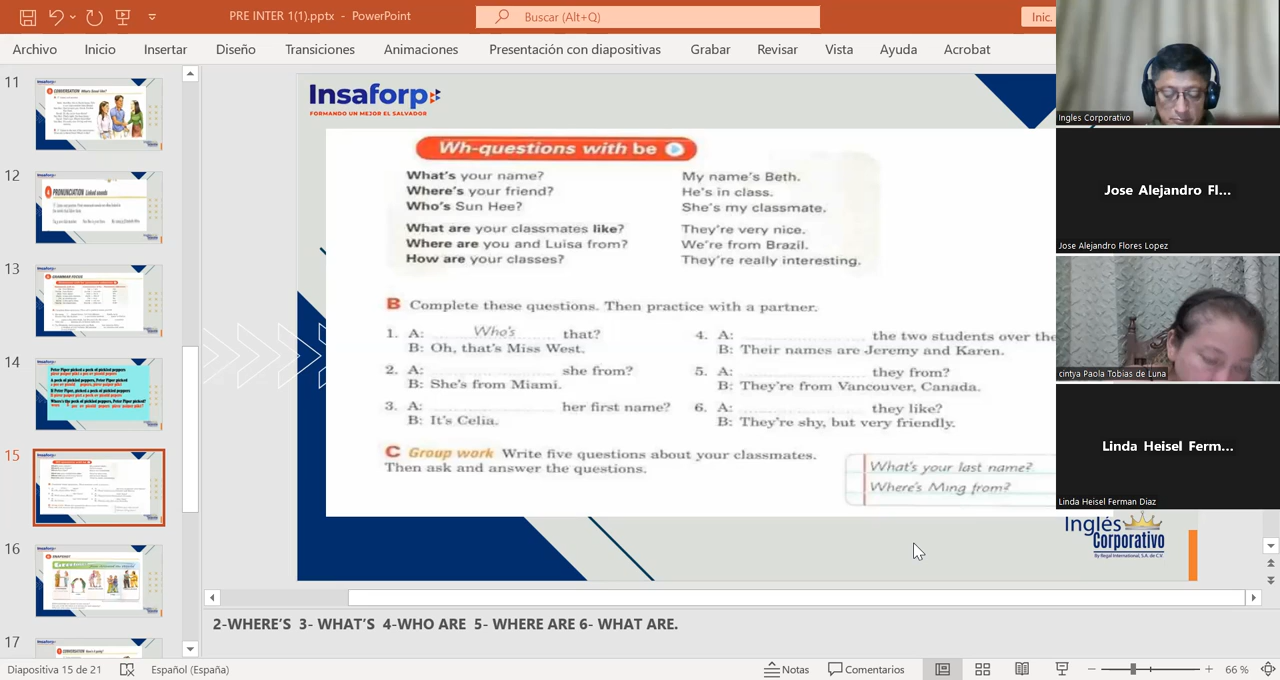 PRE INTER 1(1).pptx - PowerPoint
Buscar (Alt+Q)
Inic.
Archivo Inicio Insertar Diseño Transiciones Animaciones Presentación con diapositivas Grabar Revisar Vista Ayuda Acrobat
11
12
13
14
15
16
17
Insaforp
FORMANDO UN MEJOR EL SALVADOR
Wh-questions with be
What's your name? My name's Beth.
Where's your friend? He's in class.
Who's Sun Hee? She's my classmate.
What are your classmates like? They're very nice.
Where are you and Luisa from? We're from Brazil.
How are your classes? They're really interesting.
B Complete these questions. Then practice with a partner.
1. A: Who's that?
B: Oh, that's Miss West.
2. A: she from?
B: She's from Miami.
3. A: her first name?
B: It's Celia.
4. A: the two students over the
B: Their names are Jeremy and Karen.
5. A: they from?
B: They're from Vancouver, Canada.
6. A: they like?
B: They're shy, but very friendly.
C Group work Write five questions about your classmates.
Then ask and answer the questions.
What's your last name?
Where's Ming from?
Inglés
Corporativo
By Regal International, S.A. de C.V.
Ingles Corporativo
Jose Alejandro Fl...
Jose Alejandro Flores Lopez
cintya Paola Tobias de Luna
Linda Heisel Ferm...
Linda Heisel Ferman Diaz
2-WHERE'S 3- WHAT'S 4-WHO ARE 5- WHERE ARE 6- WHAT ARE.
Diapositiva 15 de 21 Español (España) Notas Comentarios 66 %